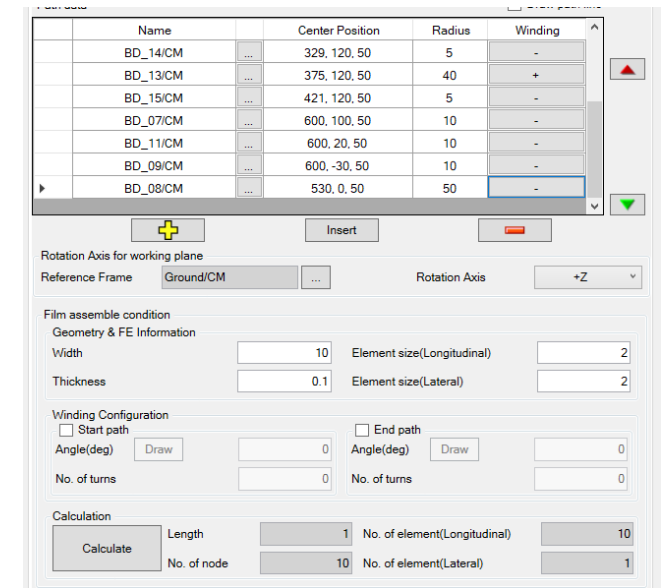 Path data Draw path line
Name Center Position Radius Winding
BD_14/CM ... 329, 120, 50 5 -
BD_13/CM ... 375, 120, 50 40 +
BD_15/CM ... 421, 120, 50 5 -
BD_07/CM ... 600, 100, 50 10 -
BD_11/CM ... 600, 20, 50 10 -
BD_09/CM ... 600, -30, 50 10 -
BD_08/CM ... 530, 0, 50 50 -
Insert
Rotation Axis for working plane
Reference Frame Ground/CM ... Rotation Axis +Z
Film assemble condition
Geometry & FE Information
Width 10 Element size(Longitudinal) 2
Thickness 0.1 Element size(Lateral) 2
Winding Configuration
Start path End path
Angle(deg) Draw 0 Angle(deg) Draw 0
No. of turns 0 No. of turns 0
Calculation
Calculate Length 1 No. of element(Longitudinal) 10
No. of node 10 No. of element(Lateral) 1